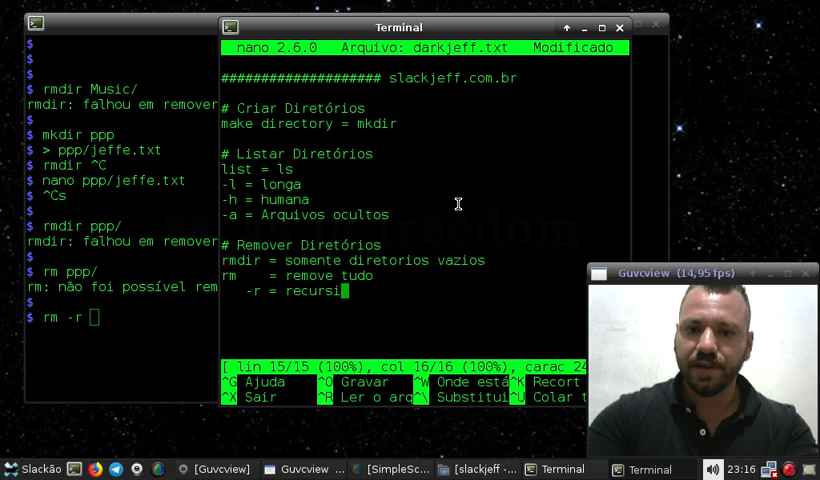 $
$
$
$ rmdir Music/
rmdir: falhou em remover
$
$ mkdir ppp
$ > ppp/jeffe.txt
$ rmdir ^C
$ nano ppp/jeffe.txt
$ ^Cs
$
$ rmdir ppp/
rmdir: falhou em remover
$
$ rm ppp/
rm: não foi possível rem
$
$ rm -r
Terminal
nano 2.6.0 Arquivo: darkjeff.txt Modificado
#################### slackjeff.com.br
# Criar Diretórios
make directory = mkdir
# Listar Diretórios
list = ls
-l = longa
-h = humana
-a = Arquivos ocultos
# Remover Diretórios
rmdir = somente diretorios vazios
rm = remove tudo
-r = recursi
[ lin 15/15 (100%), col 16/16 (100%), carac 24
^G Ajuda ^O Gravar ^W Onde está ^K Recort
^X Sair ^R Ler o arq ^\ Substitui ^U Colar t
Guvcview (14,95 fps)
Slackão [Guvcview] Guvcview ... [SimpleSc... [slackjeff -... Terminal Terminal 23:16